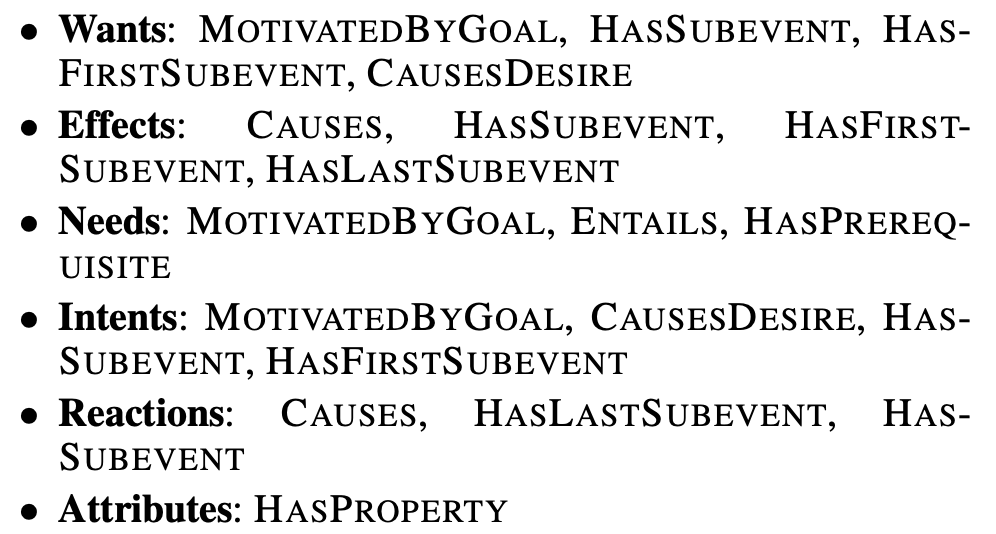 • Wants: MOTIVATEDBYGOAL, HASSUBEVENT, HAS-
FIRSTSUBEVENT, CAUSESDESIRE
• Effects: CAUSES, HASSUBEVENT, HASFIRST-
SUBEVENT, HASLASTSUBEVENT
• Needs: MOTIVATEDBYGOAL, ENTAILS, HASPREREQ-
UISITE
• Intents: MOTIVATEDBYGOAL, CAUSESDESIRE, HAS-
SUBEVENT, HASFIRSTSUBEVENT
• Reactions: CAUSES, HASLASTSUBEVENT, HAS-
SUBEVENT
• Attributes: HASPROPERTY